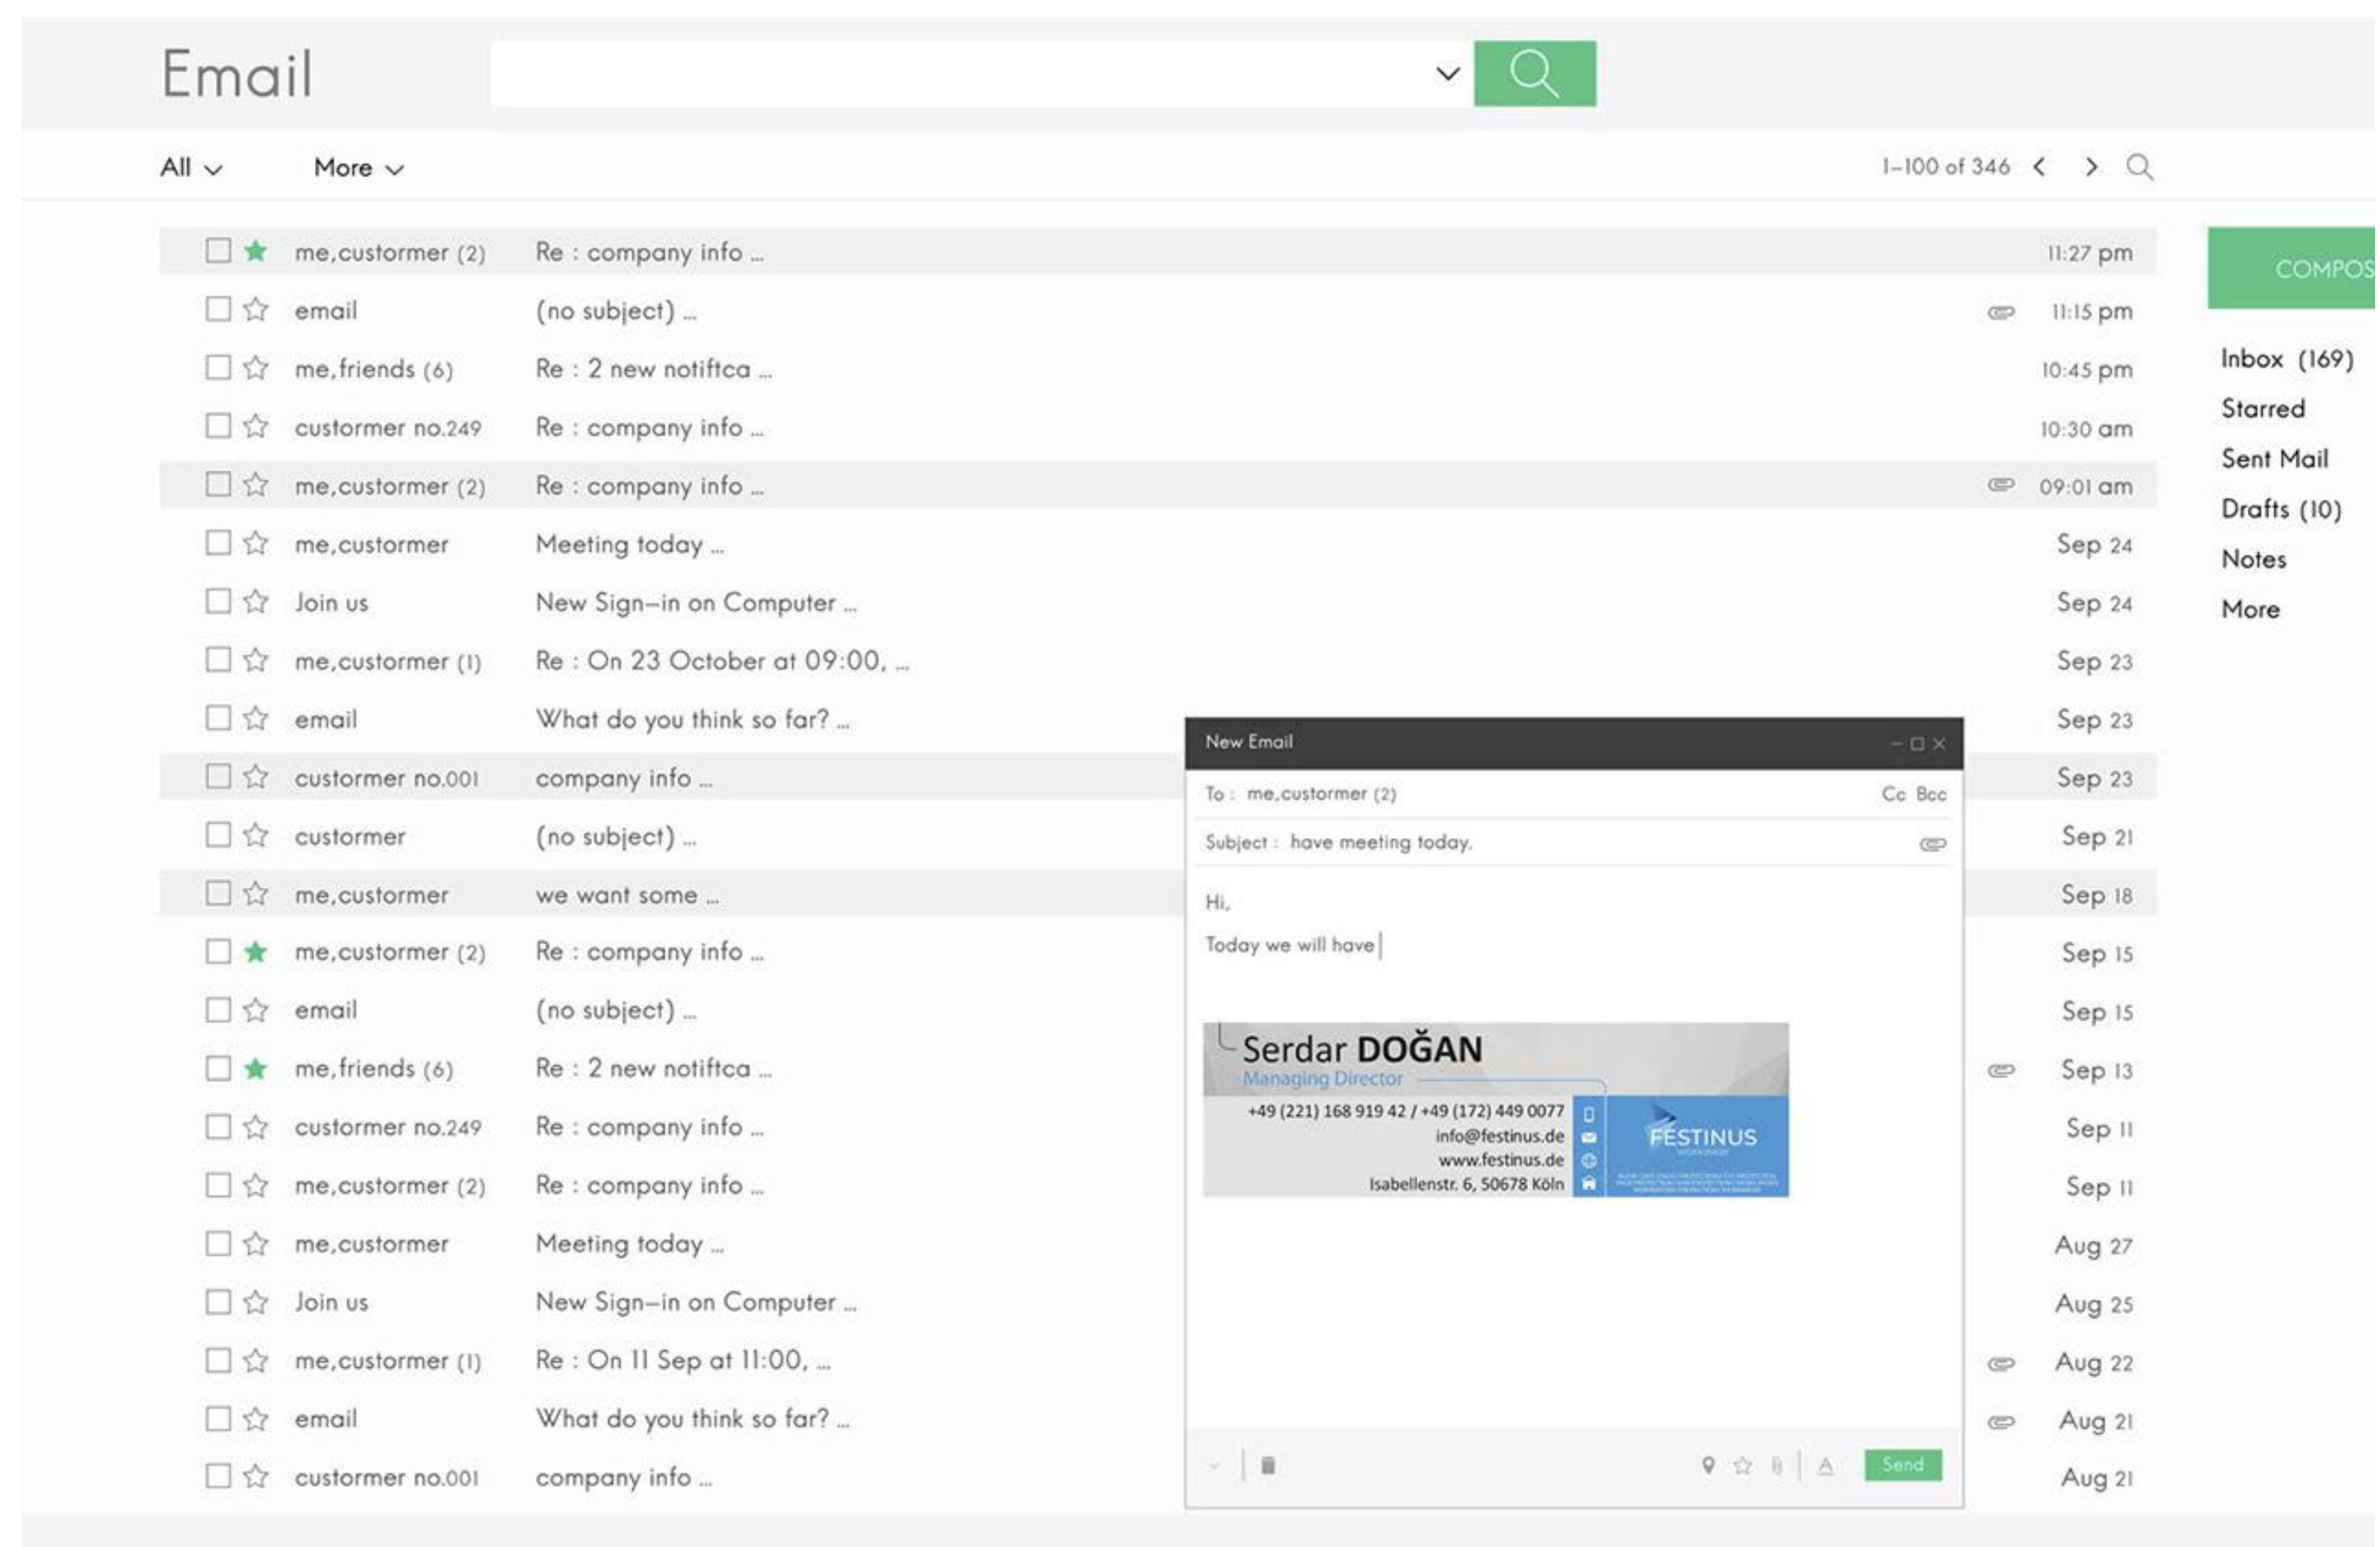 Email
All More 1–100 of 346
me,custormer (2) Re : company info ... 11:27 pm
COMPOS
email (no subject) ... 11:15 pm
me,friends (6) Re : 2 new notiftca ... 10:45 pm
Inbox (169)
Starred
custormer no.249 Re : company info ... 10:30 am
Sent Mail
me,custormer (2) Re : company info ... 09:01 am
Drafts (10)
me,custormer Meeting today ... Sep 24
Notes
Join us New Sign–in on Computer ... Sep 24
More
me,custormer (1) Re : On 23 October at 09:00, ... Sep 23
email What do you think so far? ... Sep 23
custormer no.001 company info ... Sep 23
custormer (no subject) ... Sep 21
me,custormer we want some ... Sep 18
me,custormer (2) Re : company info ... Sep 15
email (no subject) ... Sep 15
me,friends (6) Re : 2 new notiftca ... Sep 13
custormer no.249 Re : company info ... Sep 11
me,custormer (2) Re : company info ... Sep 11
me,custormer Meeting today ... Aug 27
Join us New Sign–in on Computer ... Aug 25
me,custormer (1) Re : On 11 Sep at 11:00, ... Aug 22
email What do you think so far? ... Aug 21
custormer no.001 company info ... Aug 21
New Email
To : me,custormer (2) Cc Bcc
Subject : have meeting today.
Hi,
Today we will have
Serdar DOĞAN
Managing Director
+49 (221) 168 919 42 / +49 (172) 449 0077
info@festinus.de
www.festinus.de
Isabellenstr. 6, 50678 Köln
FESTINUS
WORKWEAR
A Send